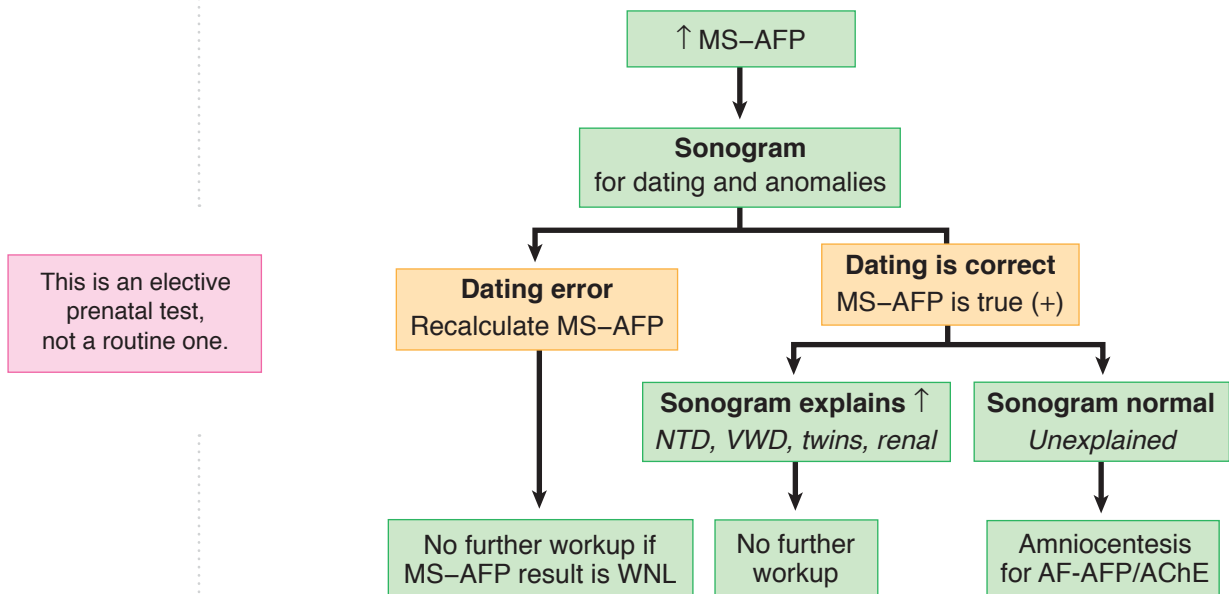 ↑ MS–AFP
Sonogram
for dating and anomalies
This is an elective
prenatal test,
not a routine one.
Dating error
Recalculate MS–AFP
Dating is correct
MS–AFP is true (+)
Sonogram explains ↑
NTD, VWD, twins, renal
Sonogram normal
Unexplained
No further workup if
MS–AFP result is WNL
No further
workup
Amniocentesis
for AF-AFP/AChE